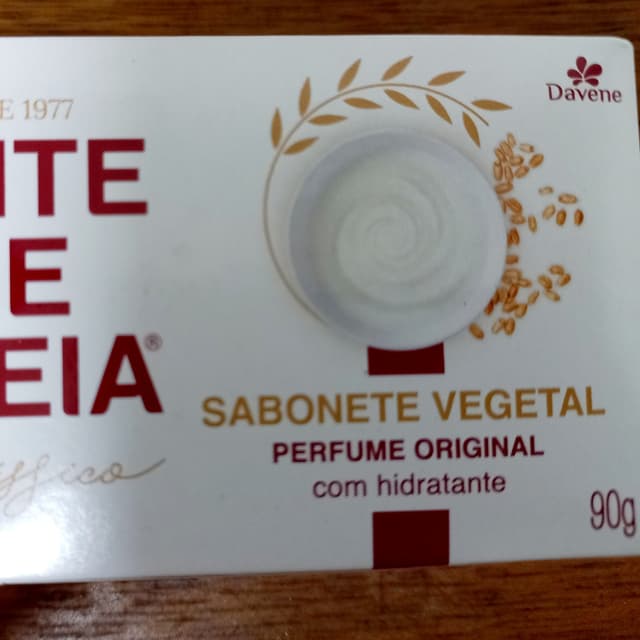 E 1977
Davene
ITE
E
EIA®
SABONETE VEGETAL
PERFUME ORIGINAL
com hidratante
90g